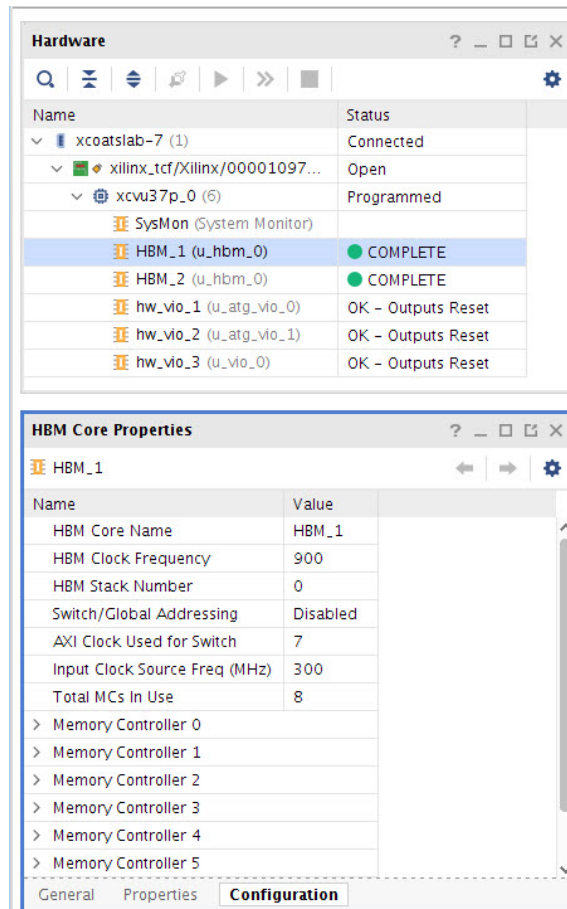 Hardware
Name Status
xcoatslab-7 (1) Connected
xilinx_tcf/Xilinx/00001097... Open
xcvu37p_0 (6) Programmed
SysMon (System Monitor)
HBM_1 (u_hbm_0) COMPLETE
HBM_2 (u_hbm_0) COMPLETE
hw_vio_1 (u_atg_vio_0) OK - Outputs Reset
hw_vio_2 (u_atg_vio_1) OK - Outputs Reset
hw_vio_3 (u_vio_0) OK - Outputs Reset
HBM Core Properties
HBM_1
Name Value
HBM Core Name HBM_1
HBM Clock Frequency 900
HBM Stack Number 0
Switch/Global Addressing Disabled
AXI Clock Used for Switch 7
Input Clock Source Freq (MHz) 300
Total MCs In Use 8
Memory Controller 0
Memory Controller 1
Memory Controller 2
Memory Controller 3
Memory Controller 4
Memory Controller 5
General Properties Configuration